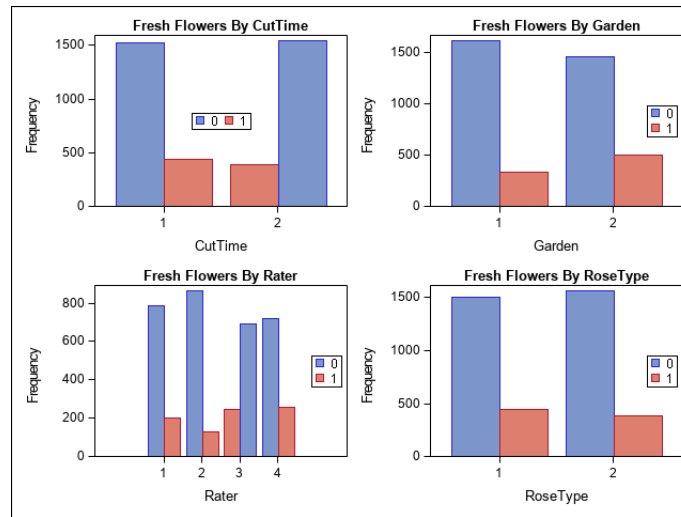 Fresh Flowers By CutTime
1500
1000
500
0
Frequency
0 1
1 2
CutTime
Fresh Flowers By Garden
1500
1000
500
0
Frequency
0
1
1 2
Garden
Fresh Flowers By Rater
800
600
400
200
0
Frequency
0
1
1 2 3 4
Rater
Fresh Flowers By RoseType
1500
1000
500
0
Frequency
0
1
1 2
RoseType